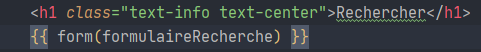 <h1 class="text-info text-center">Rechercher</h1>
{{ form(formulaireRecherche) }}